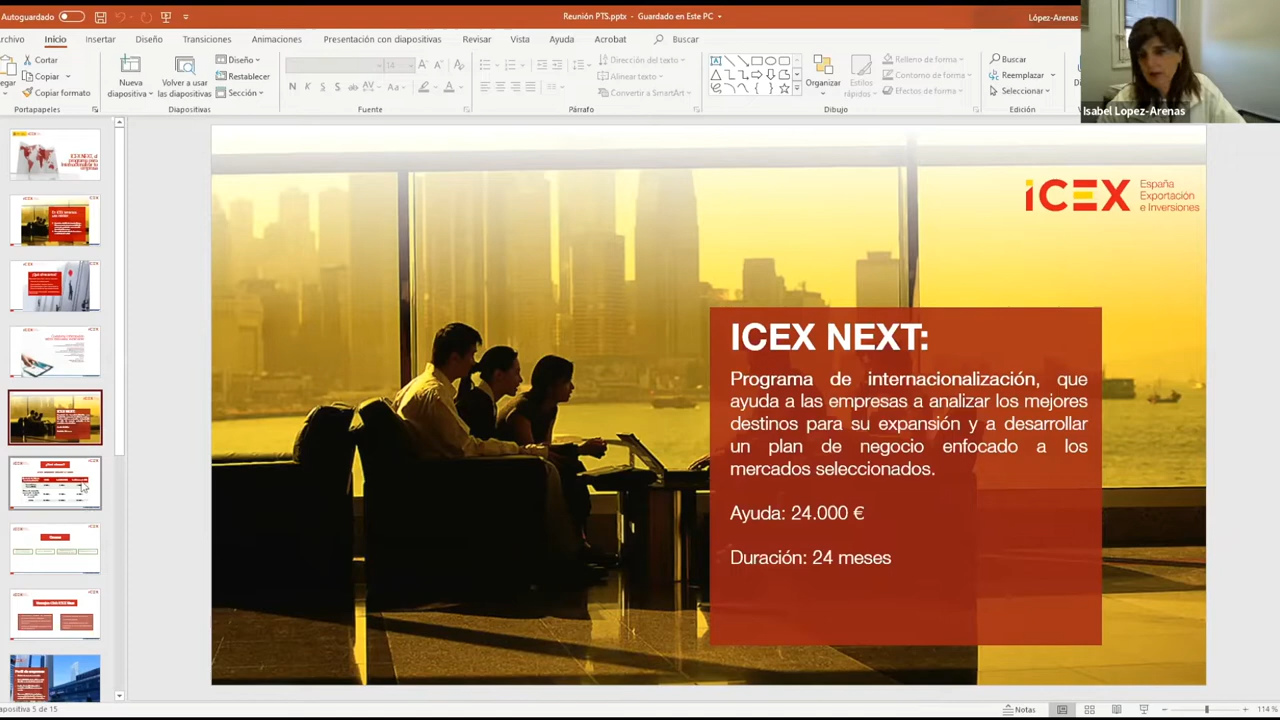 Autoguardado
Reunión PTS.pptx - Guardado en Este PC
López-Arenas
Archivo Inicio Insertar Diseño Transiciones Animaciones Presentación con diapositivas Revisar Vista Ayuda Acrobat Buscar
Cortar
Copiar
Copiar formato
Portapapeles
Nueva
diapositiva
Volver a usar
las diapositivas
Diseño
Restablecer
Sección
Diapositivas
14
N K S
Fuente
Párrafo
Dirección del texto
Alinear texto
Convertir a SmartArt
Organizar
Estilos
rápidos
Relleno de forma
Contorno de forma
Efectos de forma
Dibujo
Buscar
Reemplazar
Seleccionar
Edición
Isabel Lopez-Arenas
iCEX España
Exportación
e Inversiones
ICEX NEXT:
Programa de internacionalización, que
ayuda a las empresas a analizar los mejores
destinos para su expansión y a desarrollar
un plan de negocio enfocado a los
mercados seleccionados.
Ayuda: 24.000 €
Duración: 24 meses
apositiva 5 de 15
Notas
114 %